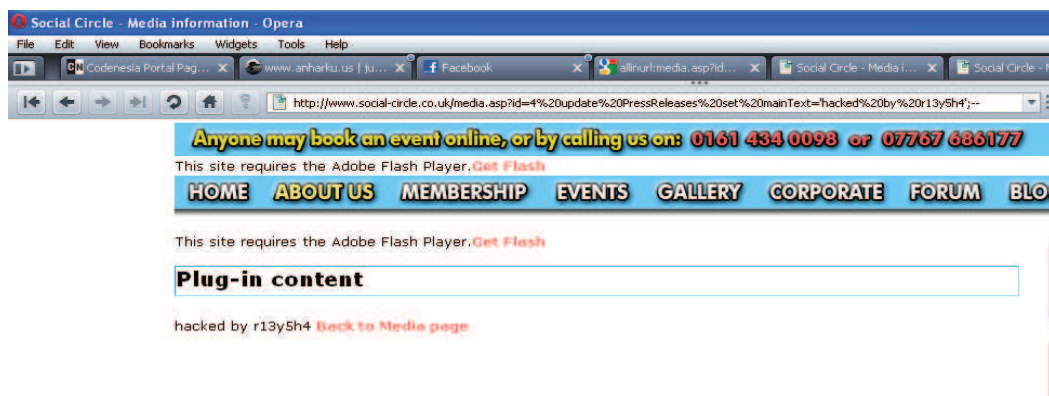 Social Circle - Media information - Opera
File Edit View Bookmarks Widgets Tools Help
Codenesia Portal Pag... www.anharku.us | ju... Facebook allinurl:media.asp?id... Social Circle - Media i... Social Circle -
http://www.social-circle.co.uk/media.asp?id=4%20update%20PressReleases%20set%20mainText='hacked%20by%20r13y5h4';--
Anyone may book an event online, or by calling us on: 0161 434 0098 or 07767 686177
This site requires the Adobe Flash Player.Get Flash
HOME ABOUT US MEMBERSHIP EVENTS GALLERY CORPORATE FORUM BLO
This site requires the Adobe Flash Player.Get Flash
Plug-in content
hacked by r13y5h4 Back to Media page